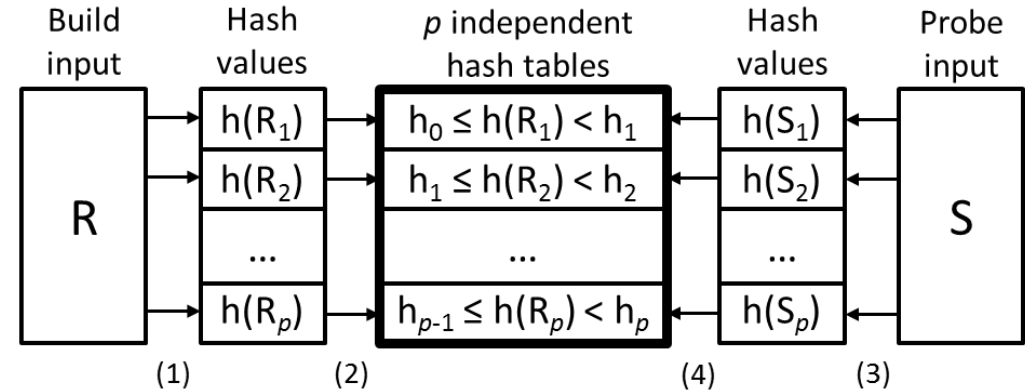 Build input
Hash values
p independent hash tables
Hash values
Probe input
R
h(R₁)
h(R₂)
...
h(Rₚ)
h₀ ≤ h(R₁) < h₁
h₁ ≤ h(R₂) < h₂
...
hₚ₋₁ ≤ h(Rₚ) < hₚ
h(S₁)
h(S₂)
...
h(Sₚ)
S
(1)
(2)
(4)
(3)